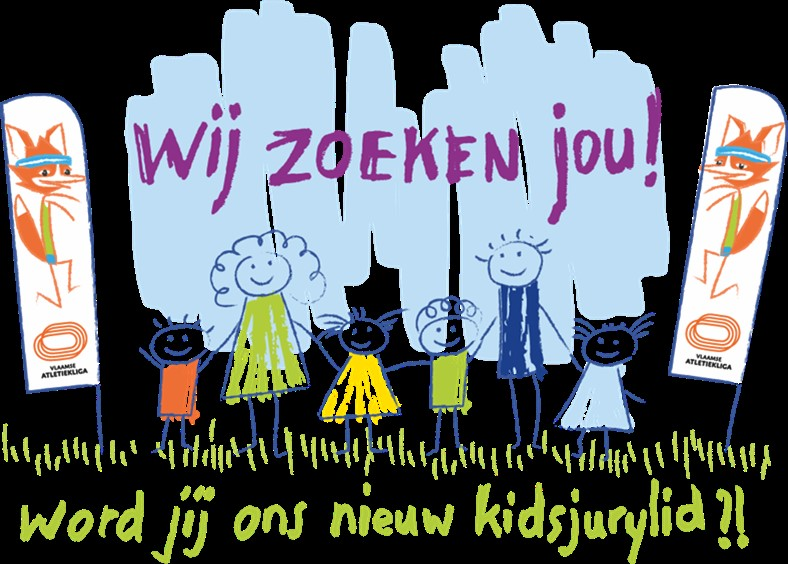 Wij ZOEKEN jou!
VLAAMSE
ATLETIEKLIGA
VLAAMSE
ATLETIEKLIGA
word jij ons nieuw kidsjurylid?!